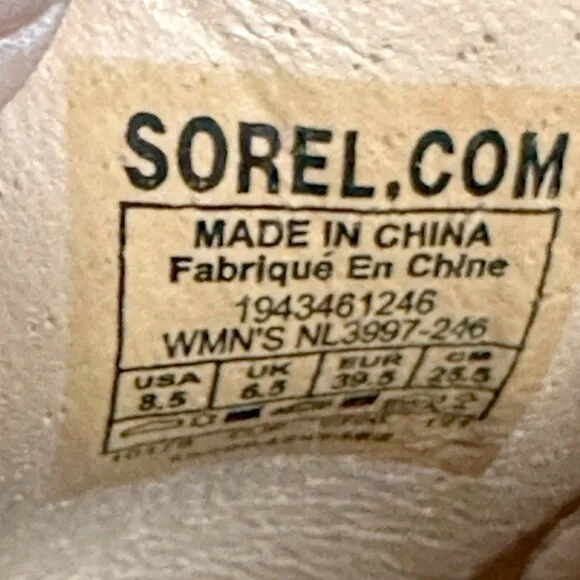 SOREL.COM
MADE IN CHINA
Fabriqué En Chine
1943461246
WMN'S NL3997-246
USA UK EUR CM
8.5 6.5 39.5 25.5